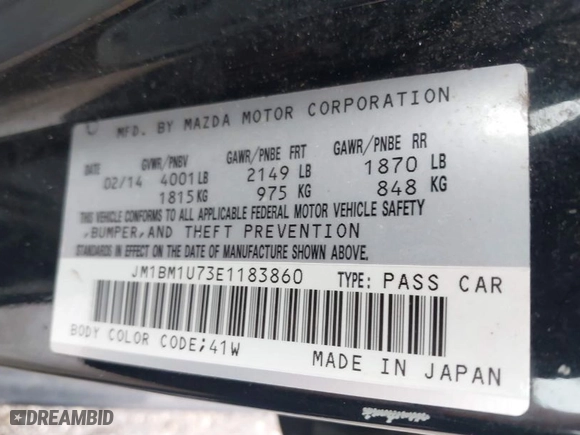 MFD. BY MAZDA MOTOR CORPORATION
GVWR/PNBV GAWR/PNBE FRT GAWR/PNBE RR
02/14 4001 LB 2149 LB 1870 LB
1815 KG 975 KG 848 KG
THIS VEHICLE CONFORMS TO ALL APPLICABLE FEDERAL MOTOR VEHICLE SAFETY
,BUMPER,AND THEFT PREVENTION
STANDARDS IN EFFECT ON THE DATE OF MANUFACTURE SHOWN ABOVE.
JM1BM1U73E1183860 TYPE: PASS CAR
BODY COLOR CODE;41W MADE IN JAPAN
DREAMBID